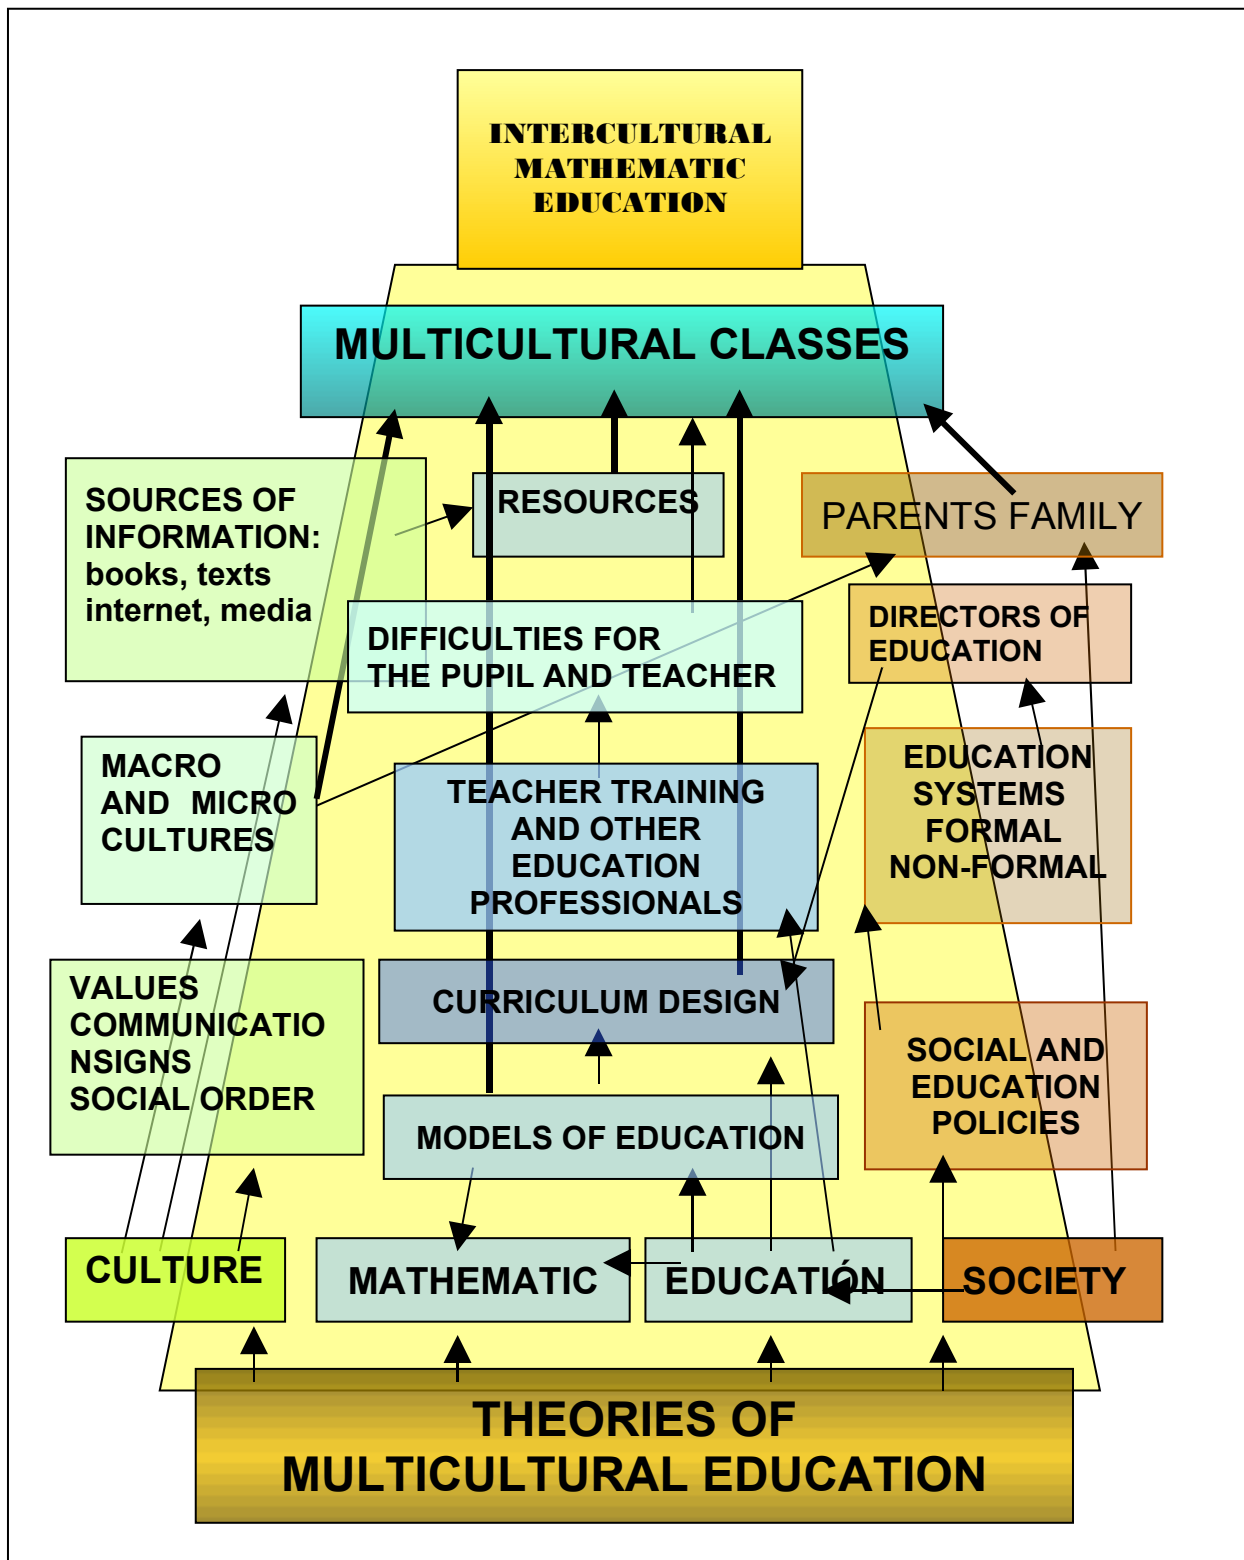 INTERCULTURAL
MATHEMATIC
EDUCATION
MULTICULTURAL CLASSES
SOURCES OF
INFORMATION:
books, texts
internet, media
RESOURCES
PARENTS FAMILY
DIFFICULTIES FOR
THE PUPIL AND TEACHER
DIRECTORS OF
EDUCATION
MACRO
AND MICRO
CULTURES
TEACHER TRAINING
AND OTHER
EDUCATION
PROFESSIONALS
EDUCATION
SYSTEMS
FORMAL
NON-FORMAL
VALUES
COMMUNICATIO
NSIGNS
SOCIAL ORDER
CURRICULUM DESIGN
SOCIAL AND
EDUCATION
POLICIES
MODELS OF EDUCATION
CULTURE
MATHEMATIC
EDUCATIÓN
SOCIETY
THEORIES OF
MULTICULTURAL EDUCATION